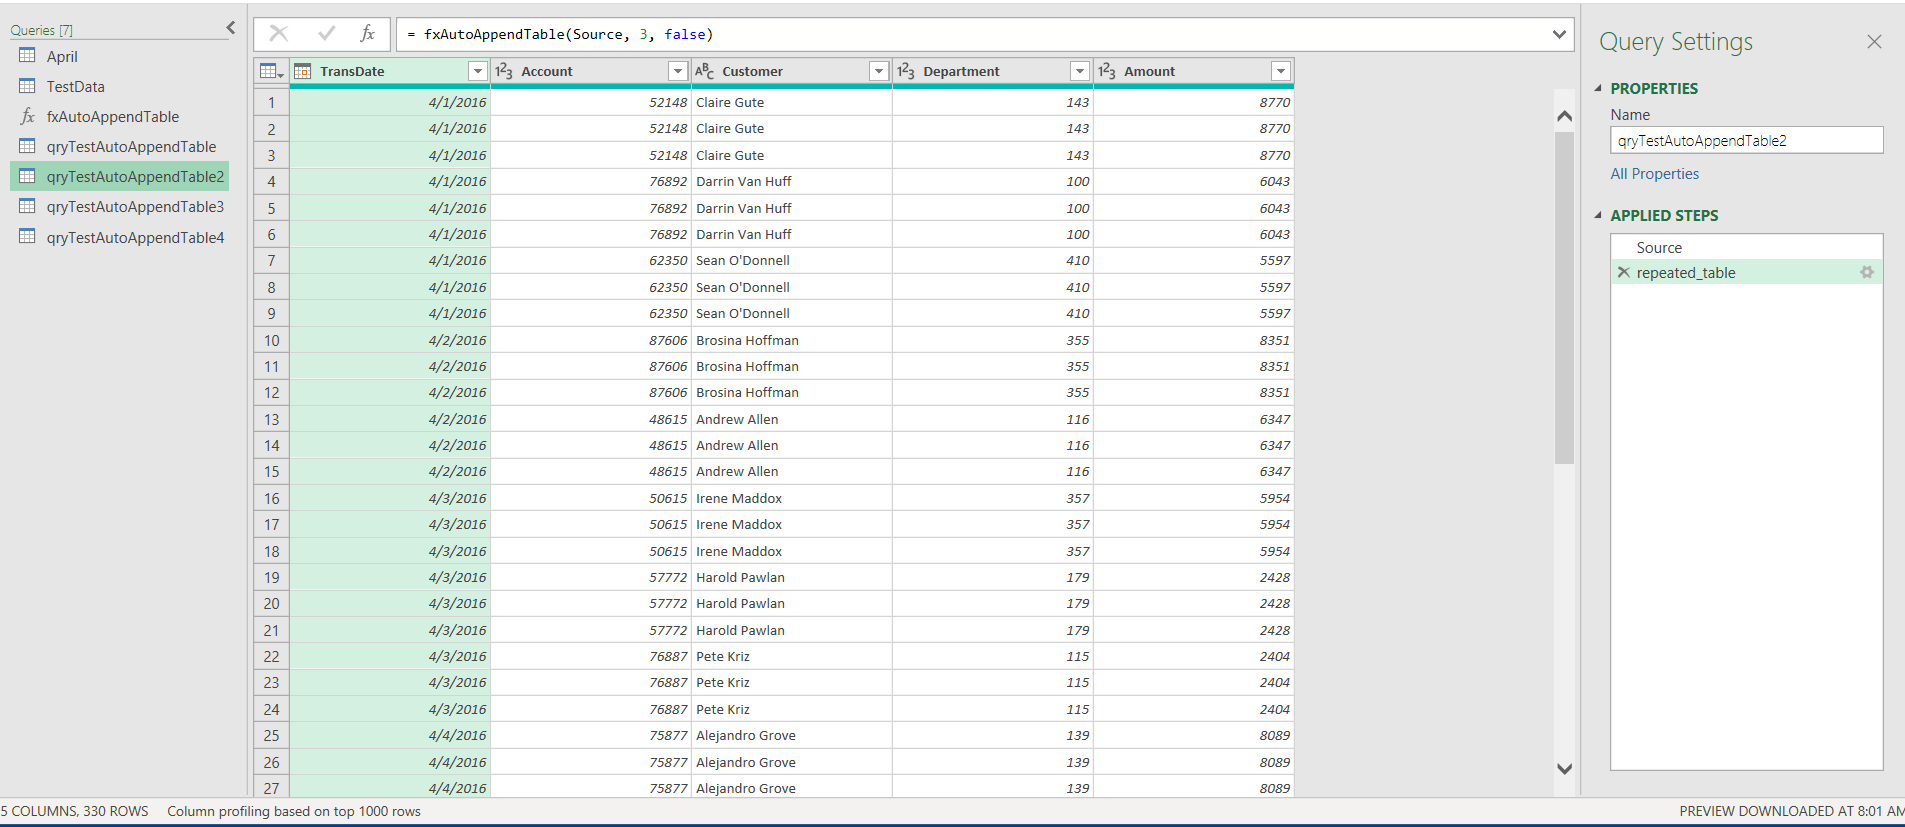 Queries [7]
April
TestData
fx fxAutoAppendTable
qryTestAutoAppendTable
qryTestAutoAppendTable2
qryTestAutoAppendTable3
qryTestAutoAppendTable4
fx = fxAutoAppendTable(Source, 3, false)
TransDate 123 Account ABC Customer 123 Department 123 Amount
1 4/1/2016 52148 Claire Gute 143 8770
2 4/1/2016 52148 Claire Gute 143 8770
3 4/1/2016 52148 Claire Gute 143 8770
4 4/1/2016 76892 Darrin Van Huff 100 6043
5 4/1/2016 76892 Darrin Van Huff 100 6043
6 4/1/2016 76892 Darrin Van Huff 100 6043
7 4/1/2016 62350 Sean O'Donnell 410 5597
8 4/1/2016 62350 Sean O'Donnell 410 5597
9 4/1/2016 62350 Sean O'Donnell 410 5597
10 4/2/2016 87606 Brosina Hoffman 355 8351
11 4/2/2016 87606 Brosina Hoffman 355 8351
12 4/2/2016 87606 Brosina Hoffman 355 8351
13 4/2/2016 48615 Andrew Allen 116 6347
14 4/2/2016 48615 Andrew Allen 116 6347
15 4/2/2016 48615 Andrew Allen 116 6347
16 4/3/2016 50615 Irene Maddox 357 5954
17 4/3/2016 50615 Irene Maddox 357 5954
18 4/3/2016 50615 Irene Maddox 357 5954
19 4/3/2016 57772 Harold Pawlan 179 2428
20 4/3/2016 57772 Harold Pawlan 179 2428
21 4/3/2016 57772 Harold Pawlan 179 2428
22 4/3/2016 76887 Pete Kriz 115 2404
23 4/3/2016 76887 Pete Kriz 115 2404
24 4/3/2016 76887 Pete Kriz 115 2404
25 4/4/2016 75877 Alejandro Grove 139 8089
26 4/4/2016 75877 Alejandro Grove 139 8089
27 4/4/2016 75877 Alejandro Grove 139 8089
Query Settings
PROPERTIES
Name
qryTestAutoAppendTable2
All Properties
APPLIED STEPS
Source
repeated_table
5 COLUMNS, 330 ROWS Column profiling based on top 1000 rows
PREVIEW DOWNLOADED AT 8:01 AM